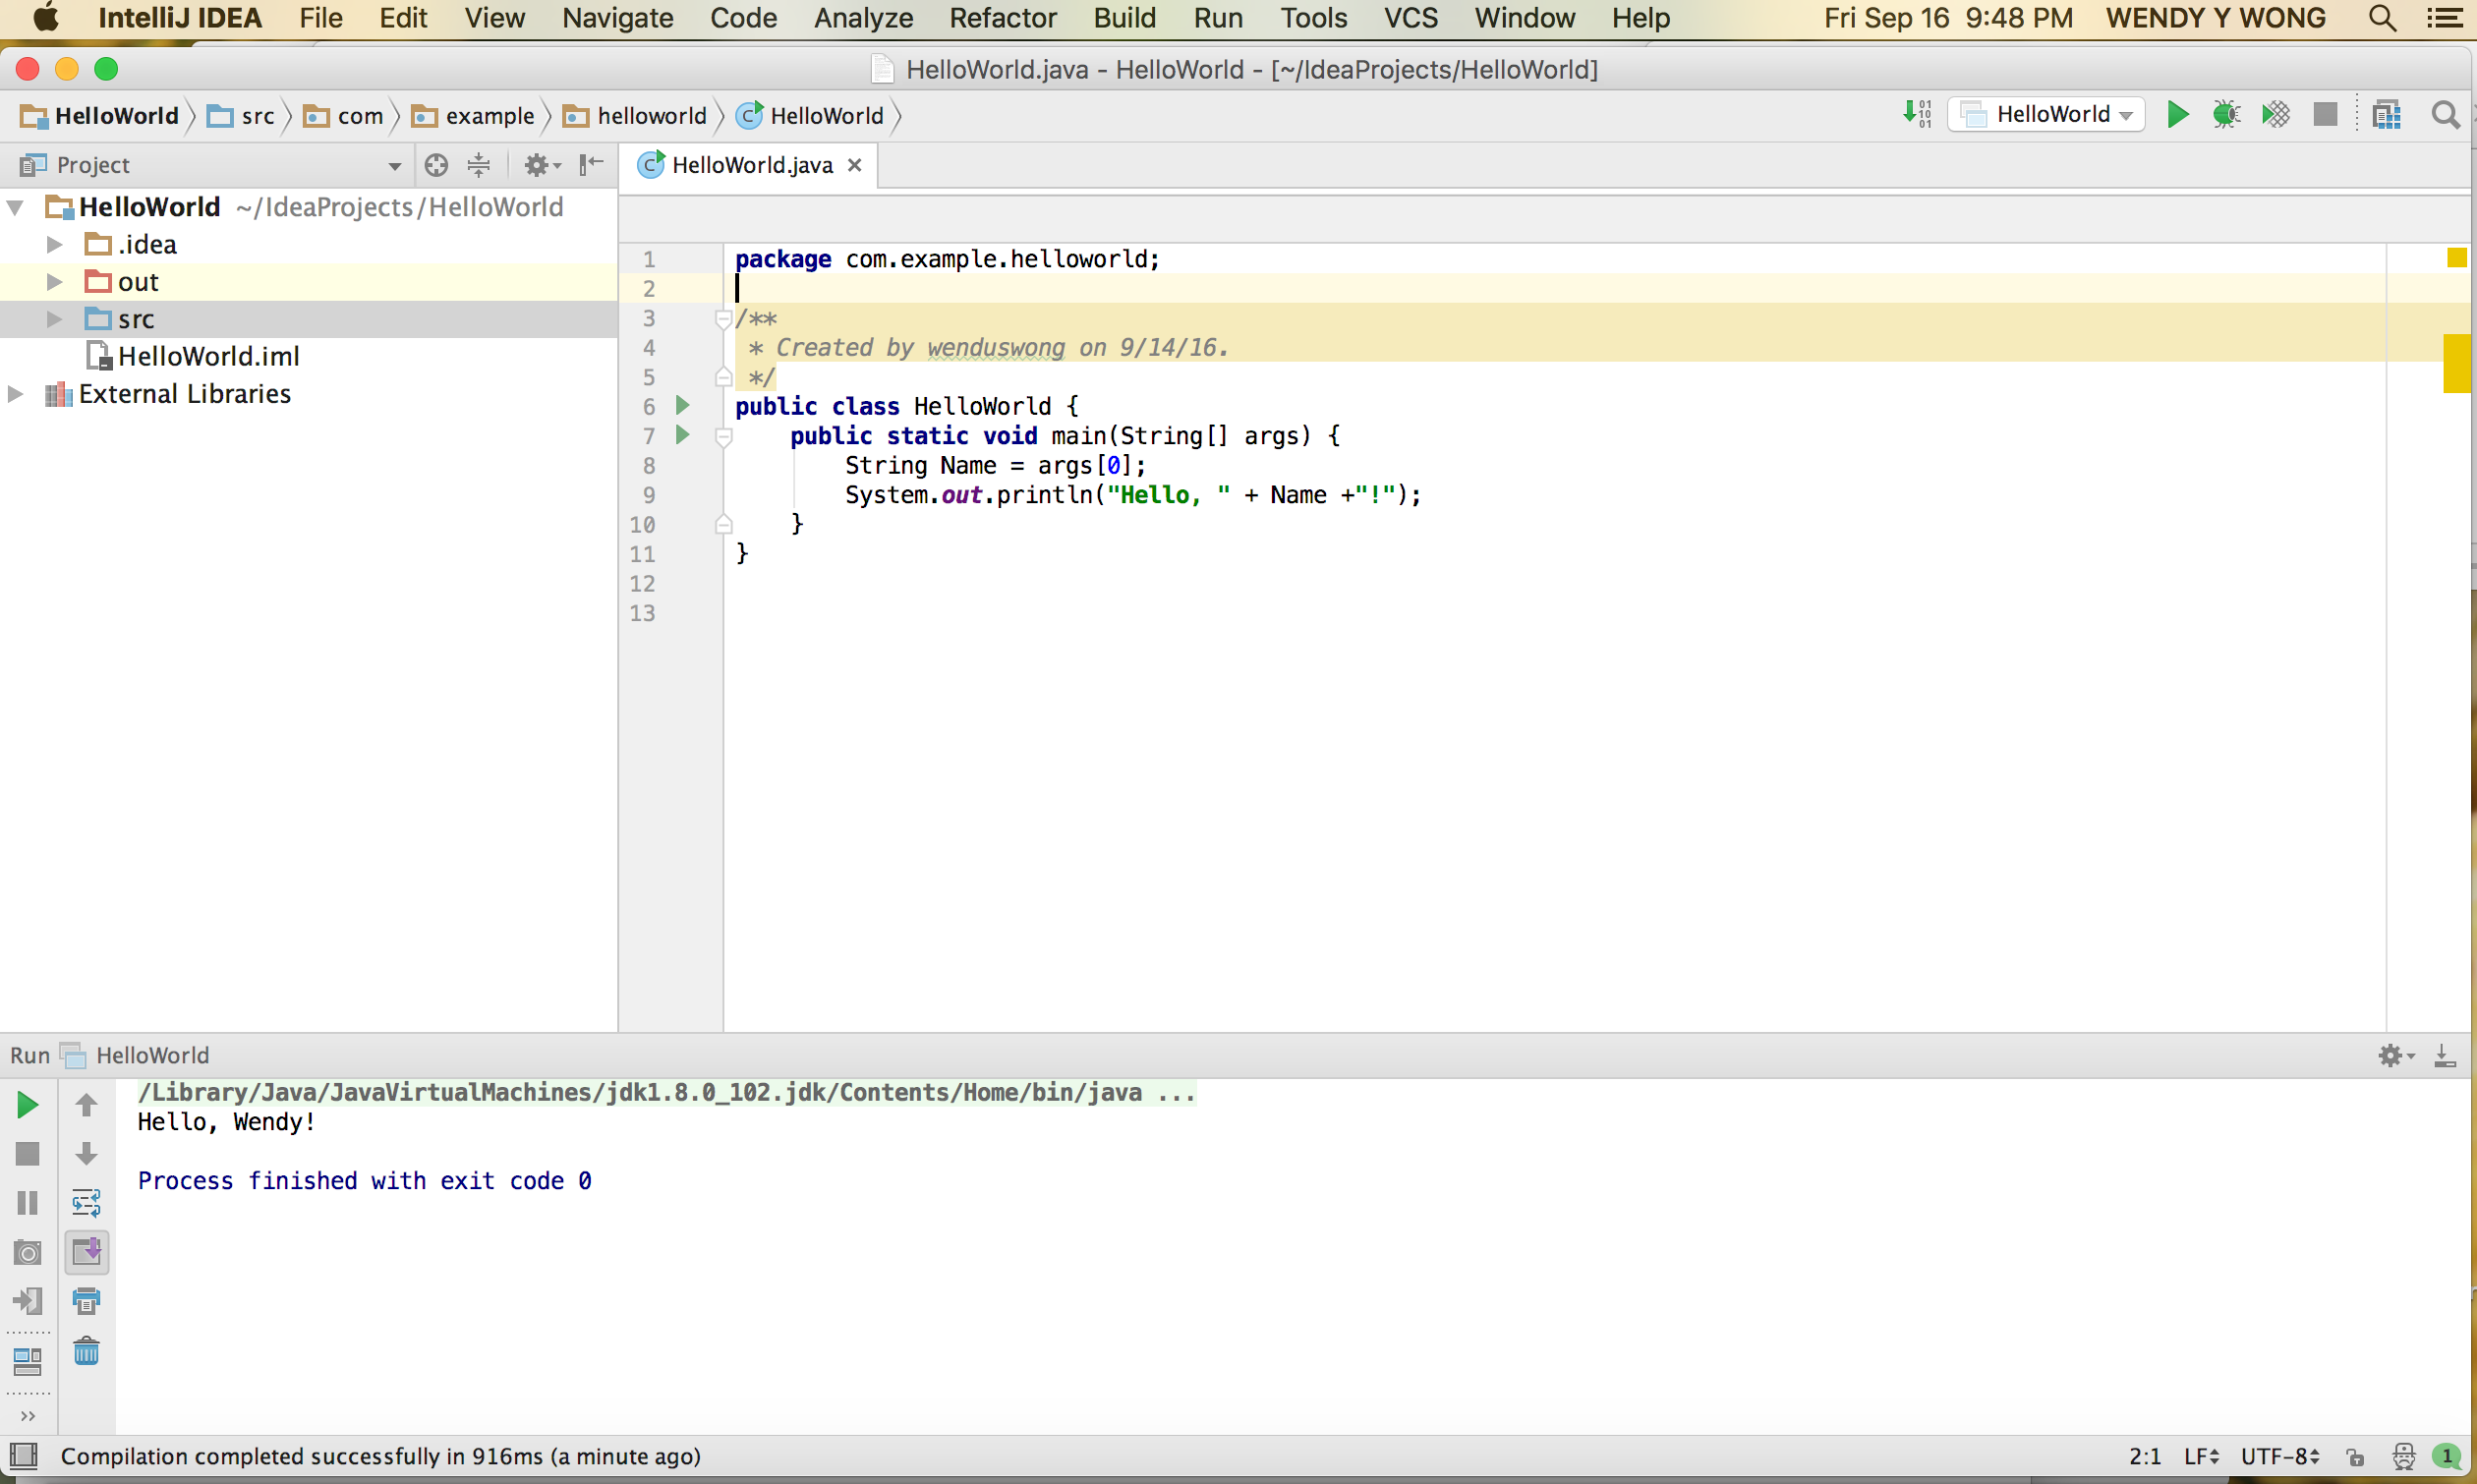 IntelliJ IDEA File Edit View Navigate Code Analyze Refactor Build Run Tools VCS Window Help Fri Sep 16 9:48 PM WENDY Y WONG
HelloWorld.java - HelloWorld - [~/IdeaProjects/HelloWorld]
HelloWorld src com example helloworld HelloWorld HelloWorld
Project HelloWorld.java
HelloWorld ~/IdeaProjects/HelloWorld
.idea
out
src
HelloWorld.iml
External Libraries
1 package com.example.helloworld;
2
3 /**
4 * Created by wenduswong on 9/14/16.
5 */
6 public class HelloWorld {
7 public static void main(String[] args) {
8 String Name = args[0];
9 System.out.println("Hello, " + Name +"!");
10 }
11 }
12
13
Run HelloWorld
/Library/Java/JavaVirtualMachines/jdk1.8.0_102.jdk/Contents/Home/bin/java ...
Hello, Wendy!
Process finished with exit code 0
Compilation completed successfully in 916ms (a minute ago) 2:1 LF UTF-8 1